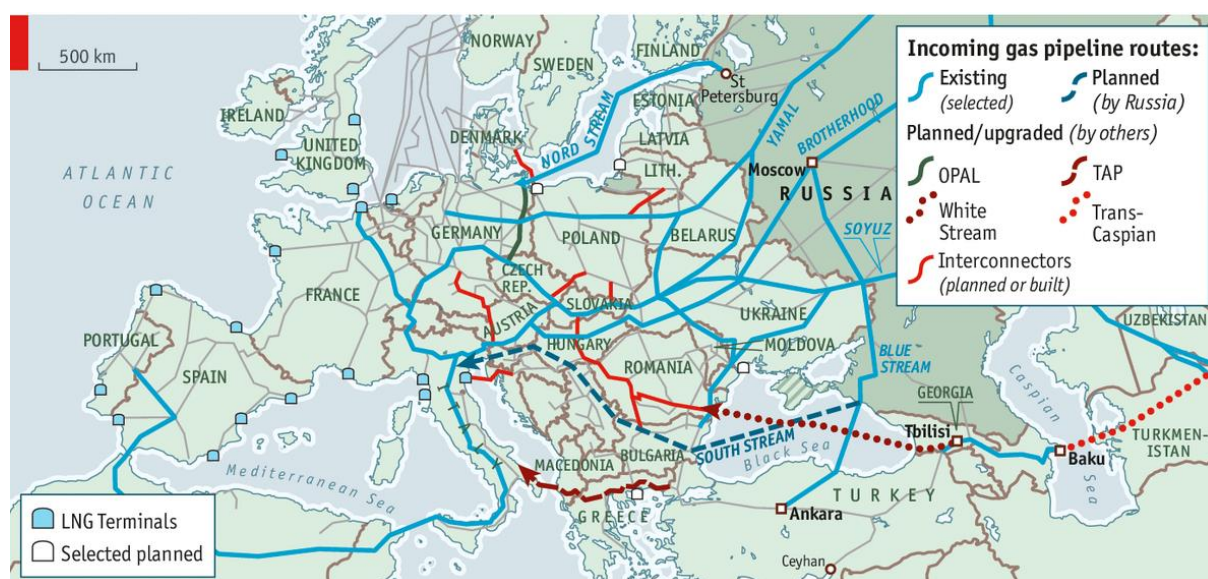 500 km
NORWAY
SWEDEN
FINLAND
St
Petersburg
ESTONIA
LATVIA
LITH.
DENMARK
NORD STREAM
IRELAND
UNITED
KINGDOM
ATLANTIC
OCEAN
YAMAL
BROTHERHOOD
Moscow
RUSSIA
SOYUZ
GERMANY
POLAND
BELARUS
CZECH
REP.
SLOVAKIA
UKRAINE
FRANCE
AUSTRIA
HUNGARY
MOLDOVA
ROMANIA
PORTUGAL
SPAIN
ITALY
BLUE
STREAM
GEORGIA
Tbilisi
Caspian
Sea
UZBEKISTAN
TURKMEN-
ISTAN
Baku
SOUTH STREAM
Black Sea
BULGARIA
MACEDONIA
GREECE
TURKEY
Ankara
Ceyhan
Mediterranean Sea
Incoming gas pipeline routes:
Existing
(selected)
Planned
(by Russia)
Planned/upgraded (by others)
OPAL
TAP
White
Stream
Trans-
Caspian
Interconnectors
(planned or built)
LNG Terminals
Selected planned